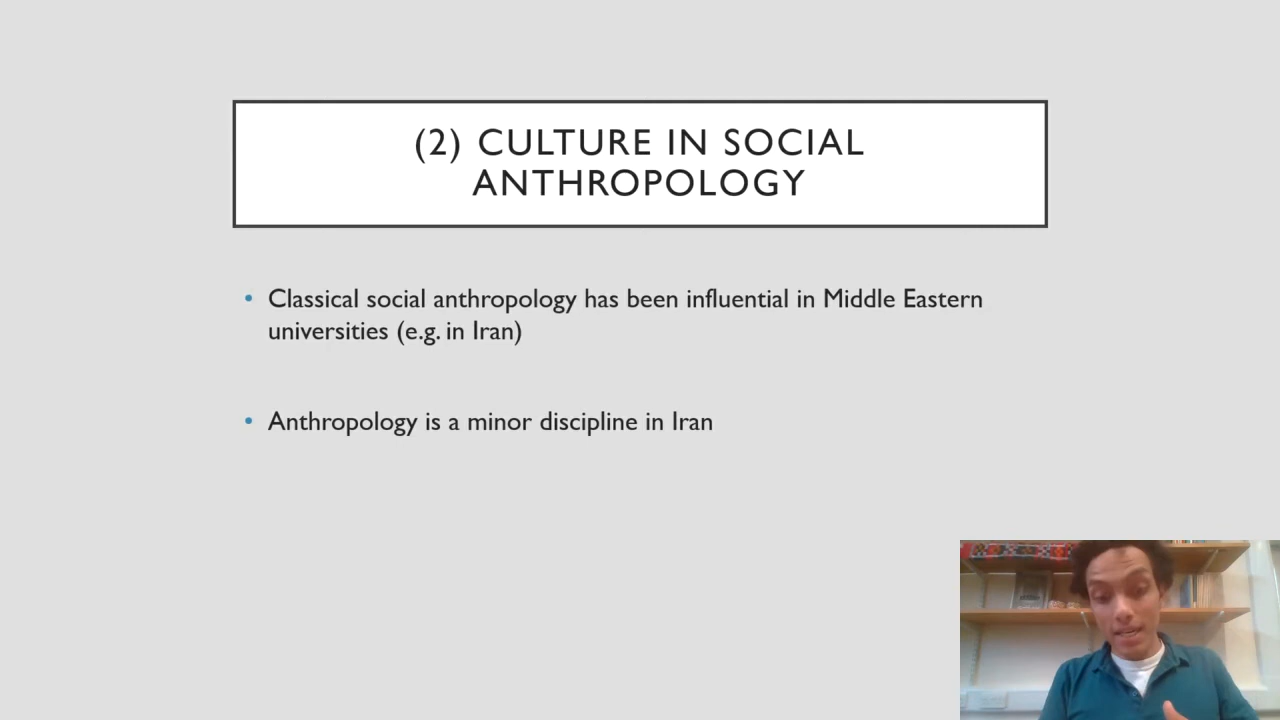 (2) CULTURE IN SOCIAL
ANTHROPOLOGY
• Classical social anthropology has been influential in Middle Eastern
universities (e.g. in Iran)
• Anthropology is a minor discipline in Iran